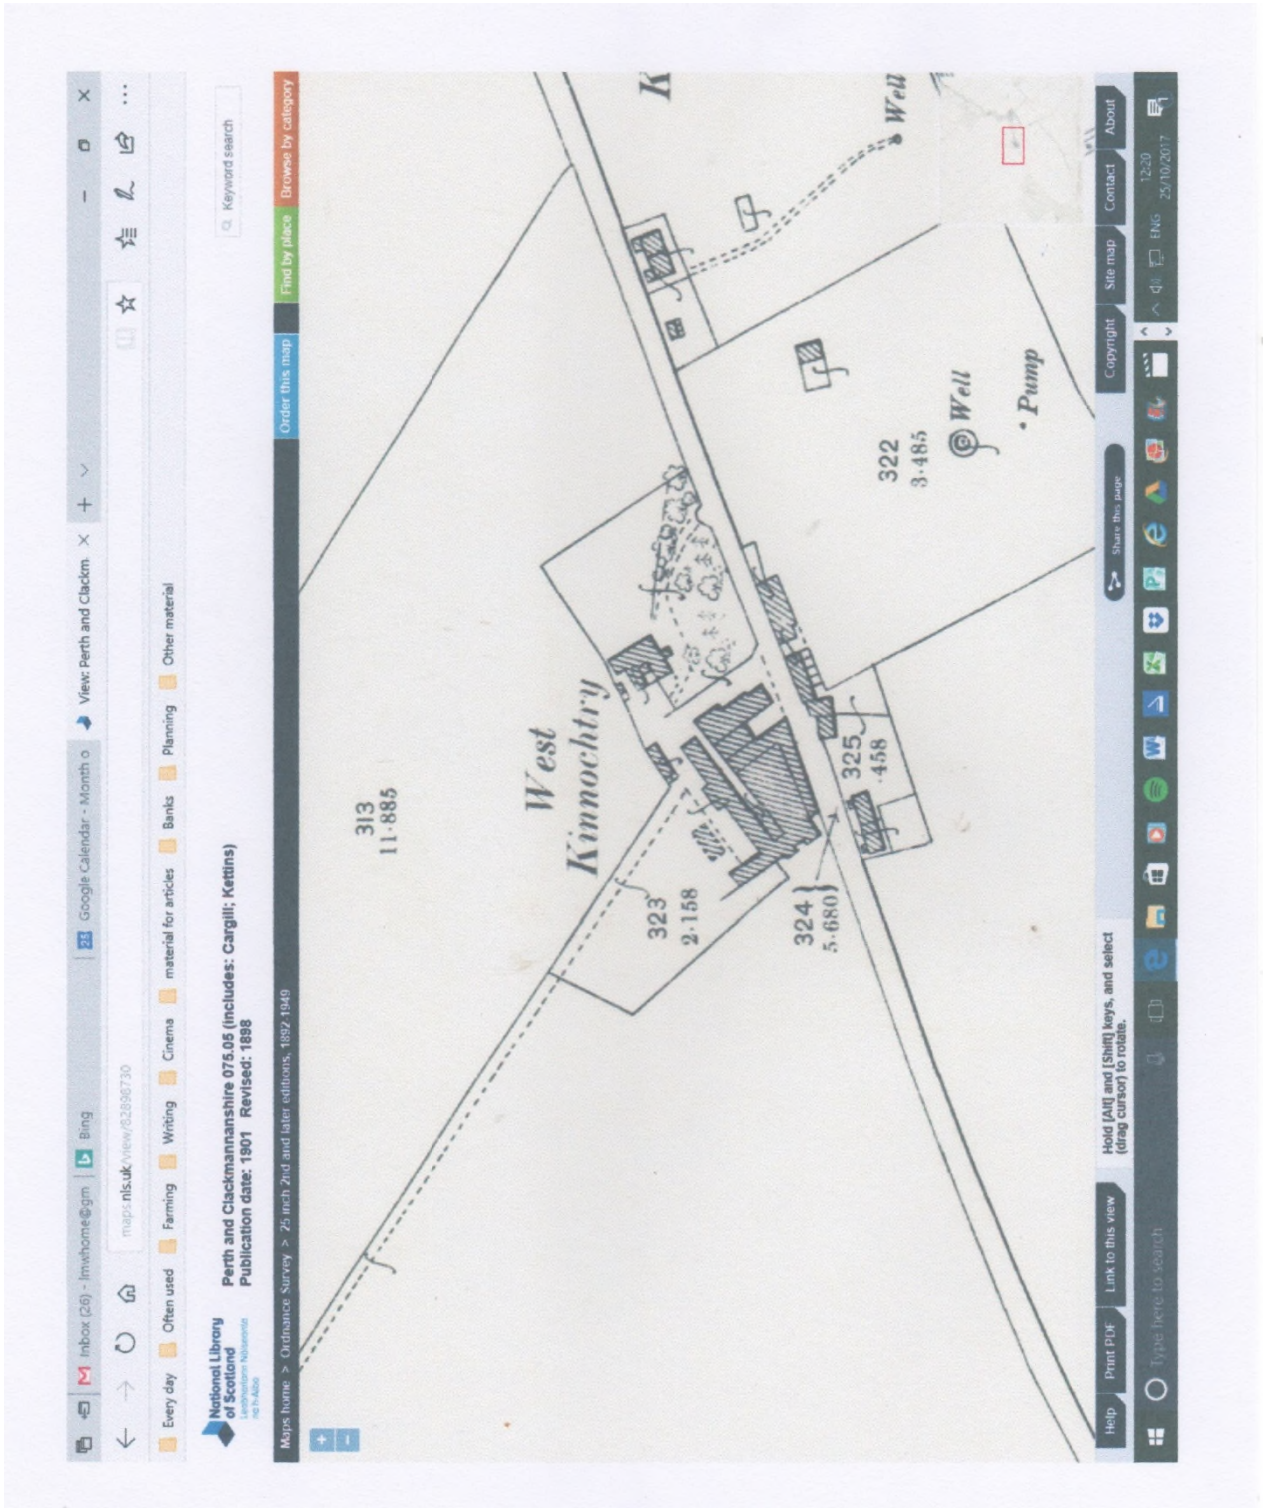 Inbox (26) - lmwhome@gm
Bing
25 Google Calendar - Month o
View: Perth and Clackm
maps.nls.uk/view/82898730
Every day
Often used
Farming
Writing
Cinema
material for articles
Banks
Planning
Other material
National Library
of Scotland
Leabharlann Nàiseanta
na h-Alba
Perth and Clackmannanshire 075.05 (includes: Cargill; Kettins)
Publication date: 1901 Revised: 1898
Keyword search
Maps home > Ordnance Survey > 25 inch 2nd and later editions, 1892-1949
Order this map
Find by place
Browse by category
+
−
313
11·885
West
Kinnochtry
K
323
2·158
324
5·680
325
·458
322
3·485
Well
Well
Pump
Help
Print PDF
Link to this view
Hold [Alt] and [Shift] keys, and select
(drag cursor) to rotate.
Share this page
Copyright
Site map
Contact
About
Type here to search
ENG
12:20
25/10/2017